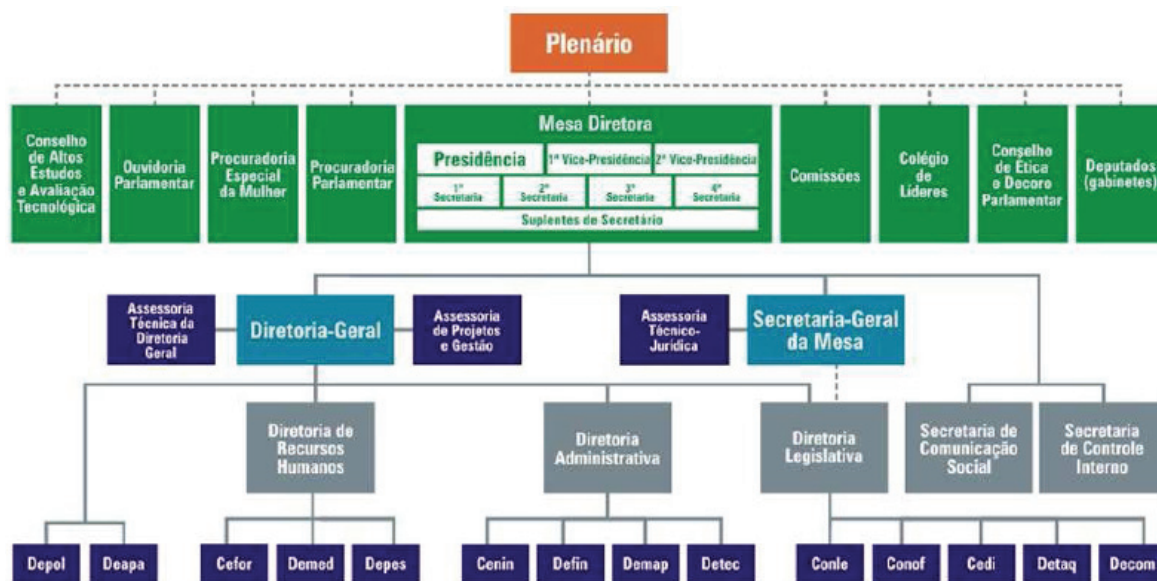 Plenário
Conselho
de Altos
Estudos
e Avaliação
Tecnológica
Ouvidoria
Parlamentar
Procuradoria
Especial
da Mulher
Procuradoria
Parlamentar
Mesa Diretora
Presidência
1ª Vice-Presidência
2ª Vice-Presidência
1ª
Secretaria
2ª
Secretaria
3ª
Secretaria
4ª
Secretaria
Suplentes de Secretário
Comissões
Colégio
de
Líderes
Conselho
de Ética
e Decoro
Parlamentar
Deputados
(gabinetes)
Assessoria
Técnica da
Diretoria
Geral
Diretoria-Geral
Assessoria
de Projetos
e Gestão
Assessoria
Técnico-
Jurídica
Secretaria-Geral
da Mesa
Diretoria de
Recursos
Humanos
Diretoria
Administrativa
Diretoria
Legislativa
Secretaria de
Comunicação
Social
Secretaria
de Controle
Interno
Depol
Deapa
Cefor
Demed
Depes
Cenin
Defin
Demap
Detec
Conle
Conof
Cedi
Detaq
Decom